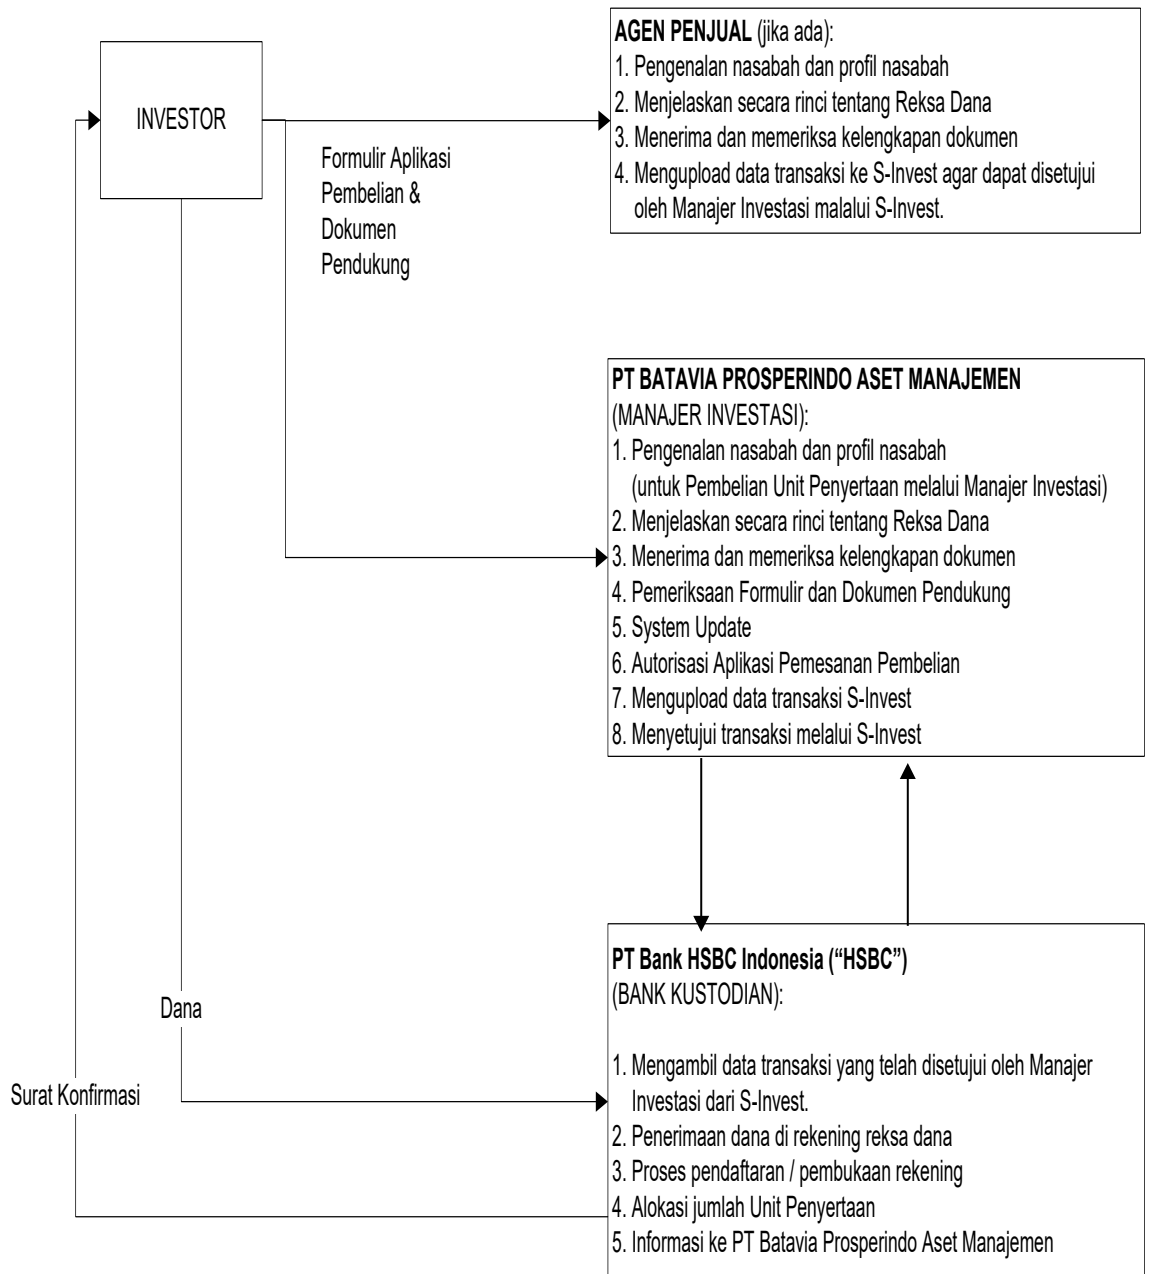 INVESTOR
Formulir Aplikasi
Pembelian &
Dokumen
Pendukung
AGEN PENJUAL (jika ada):
1. Pengenalan nasabah dan profil nasabah
2. Menjelaskan secara rinci tentang Reksa Dana
3. Menerima dan memeriksa kelengkapan dokumen
4. Mengupload data transaksi ke S-Invest agar dapat disetujui
oleh Manajer Investasi malalui S-Invest.
PT BATAVIA PROSPERINDO ASET MANAJEMEN
(MANAJER INVESTASI):
1. Pengenalan nasabah dan profil nasabah
(untuk Pembelian Unit Penyertaan melalui Manajer Investasi)
2. Menjelaskan secara rinci tentang Reksa Dana
3. Menerima dan memeriksa kelengkapan dokumen
4. Pemeriksaan Formulir dan Dokumen Pendukung
5. System Update
6. Autorisasi Aplikasi Pemesanan Pembelian
7. Mengupload data transaksi S-Invest
8. Menyetujui transaksi melalui S-Invest
Dana
Surat Konfirmasi
PT Bank HSBC Indonesia (“HSBC”)
(BANK KUSTODIAN):
1. Mengambil data transaksi yang telah disetujui oleh Manajer
Investasi dari S-Invest.
2. Penerimaan dana di rekening reksa dana
3. Proses pendaftaran / pembukaan rekening
4. Alokasi jumlah Unit Penyertaan
5. Informasi ke PT Batavia Prosperindo Aset Manajemen